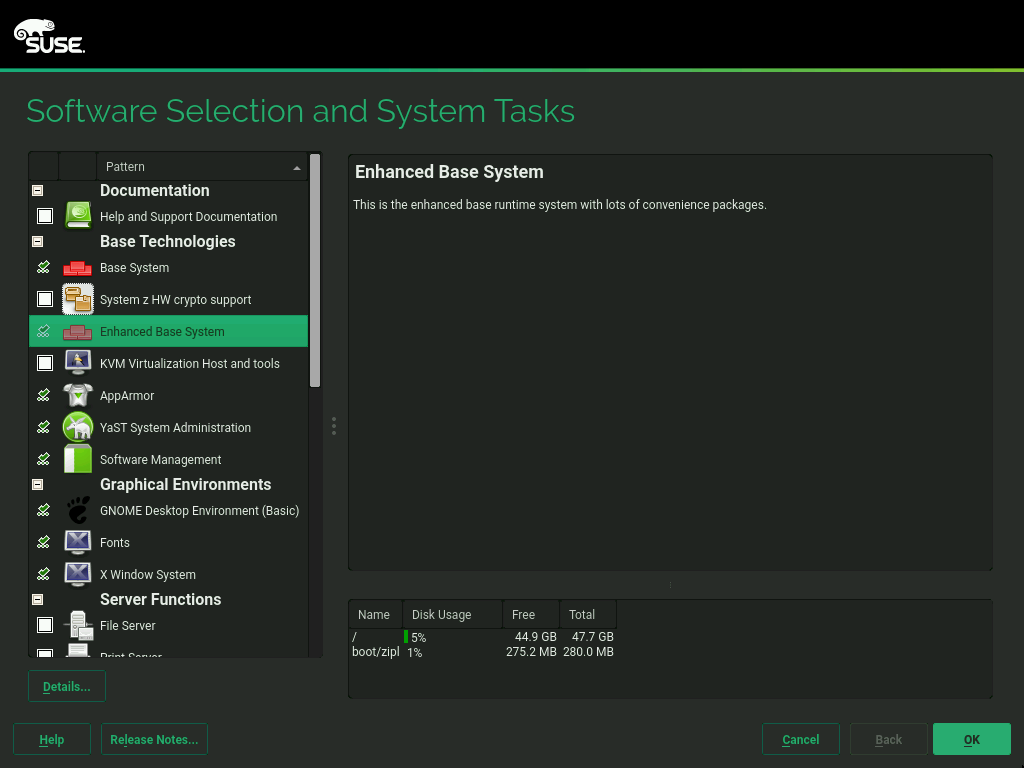 SUSE
Software Selection and System Tasks
Pattern
Documentation
Help and Support Documentation
Base Technologies
Base System
System z HW crypto support
Enhanced Base System
KVM Virtualization Host and tools
AppArmor
YaST System Administration
Software Management
Graphical Environments
GNOME Desktop Environment (Basic)
Fonts
X Window System
Server Functions
File Server
Print Server
Details...
Enhanced Base System
This is the enhanced base runtime system with lots of convenience packages.
Name Disk Usage Free Total
/ 5% 44.9 GB 47.7 GB
boot/zipl 1% 275.2 MB 280.0 MB
Help Release Notes... Cancel Back OK